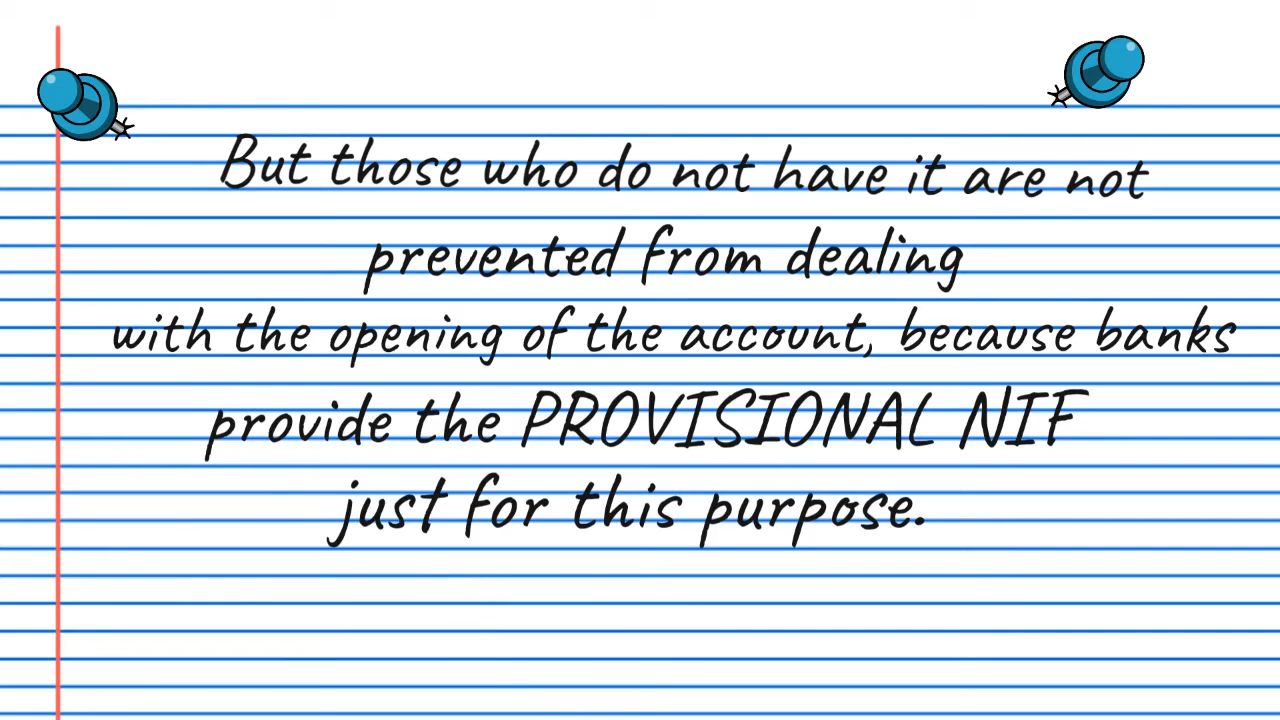 But those who do not have it are not
prevented from dealing
with the opening of the account, because banks
provide the PROVISIONAL NIF
just for this purpose.